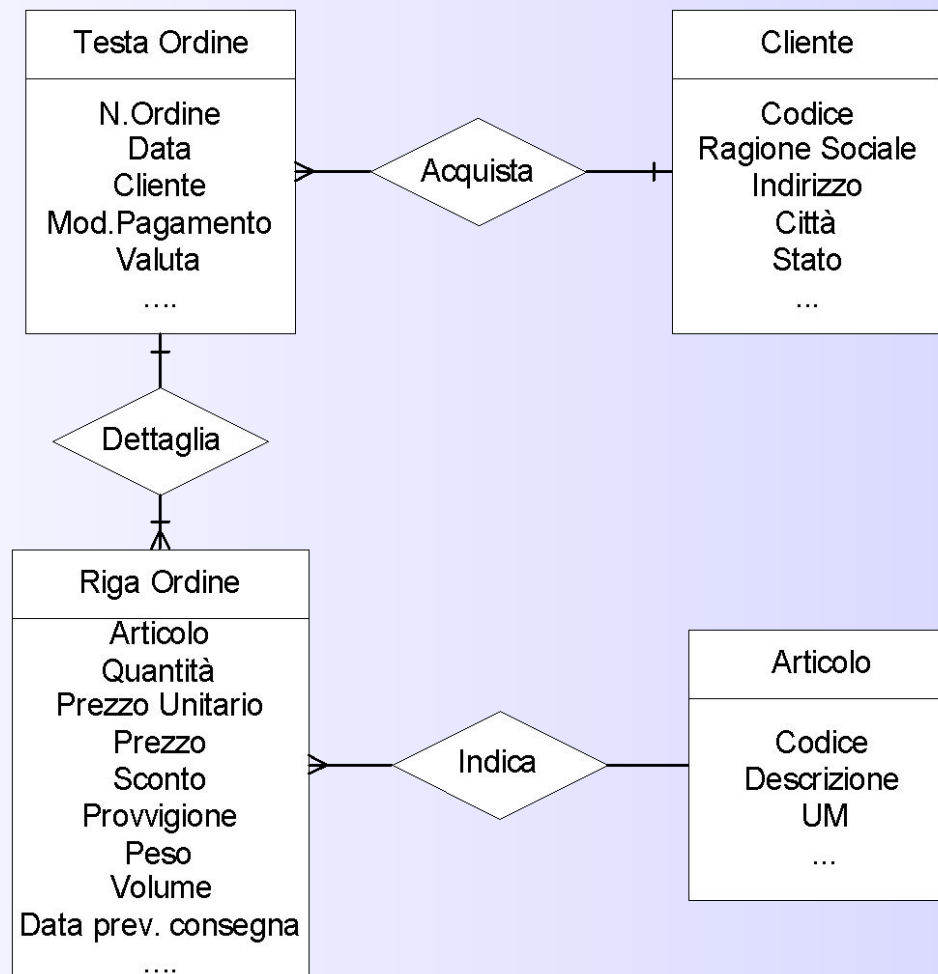 Testa Ordine
N.Ordine
Data
Cliente
Mod.Pagamento
Valuta
....
Acquista
Cliente
Codice
Ragione Sociale
Indirizzo
Città
Stato
...
Dettaglia
Riga Ordine
Articolo
Quantità
Prezzo Unitario
Prezzo
Sconto
Provvigione
Peso
Volume
Data prev. consegna
....
Indica
Articolo
Codice
Descrizione
UM
...